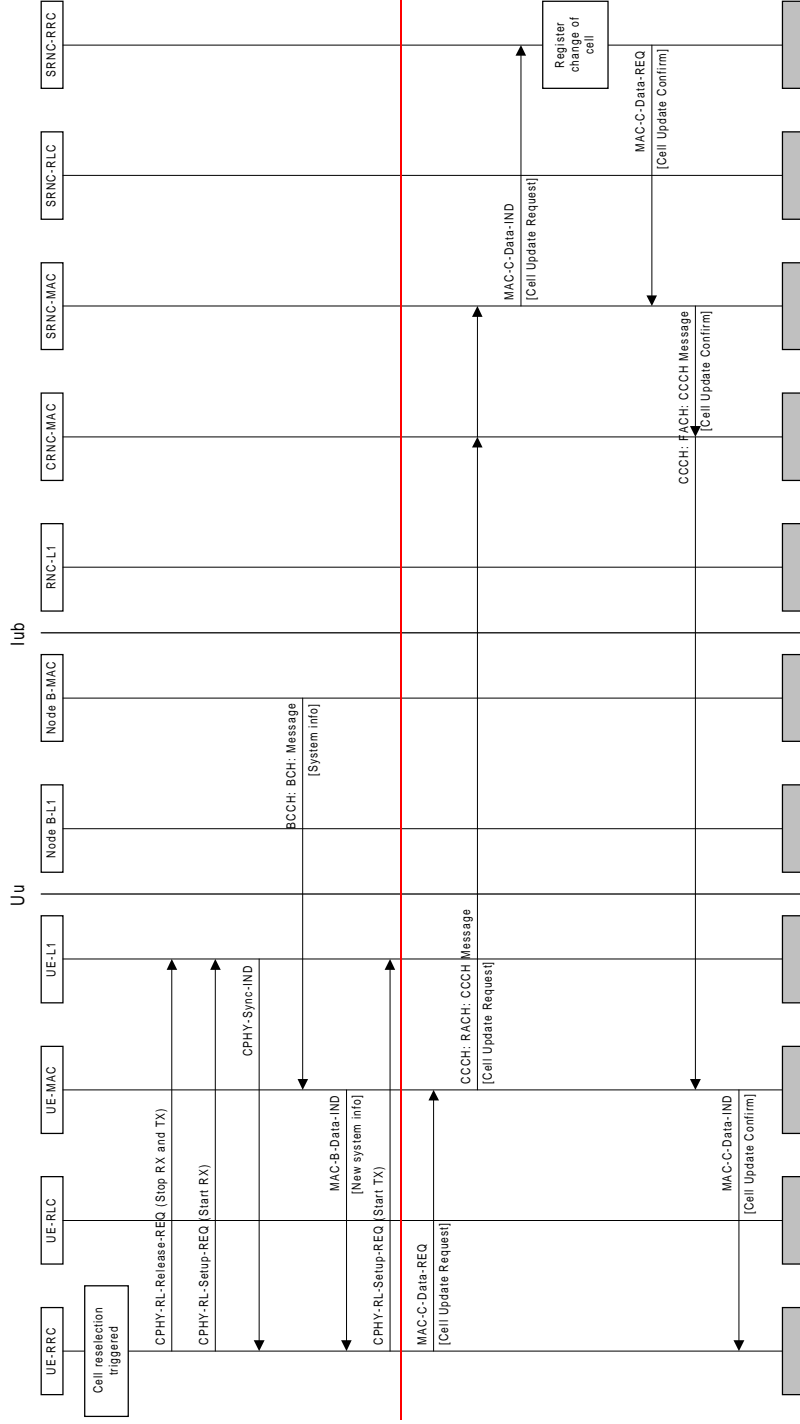 Uu
Iub
UE-RRC
UE-RLC
UE-MAC
UE-L1
Node B-L1
Node B-MAC
RNC-L1
CRNC-MAC
SRNC-MAC
SRNC-RLC
SRNC-RRC
Cell reselection
triggered
CPHY-RL-Release-REQ (Stop RX and TX)
CPHY-RL-Setup-REQ (Start RX)
CPHY-Sync-IND
BCCH: BCH: Message
[System info]
MAC-B-Data-IND
[New system info]
CPHY-RL-Setup-REQ (Start TX)
MAC-C-Data-REQ
[Cell Update Request]
CCCH: RACH: CCCH Message
[Cell Update Request]
MAC-C-Data-IND
[Cell Update Request]
Register
change of
cell
MAC-C-Data-REQ
[Cell Update Confirm]
CCCH: FACH: CCCH Message
[Cell Update Confirm]
MAC-C-Data-IND
[Cell Update Confirm]